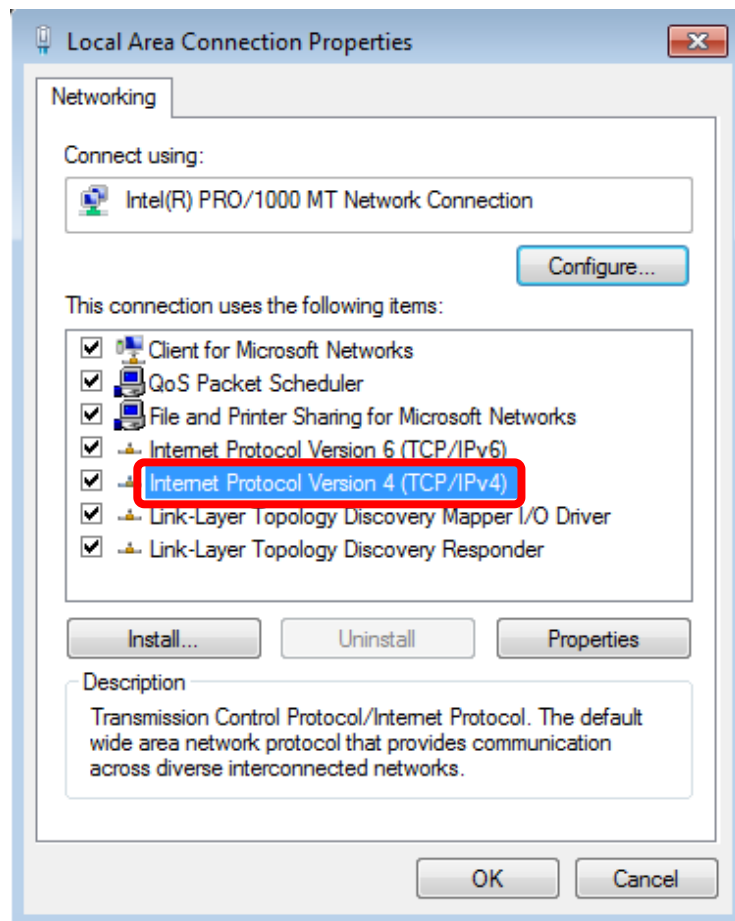 Local Area Connection Properties
Networking
Connect using:
Intel(R) PRO/1000 MT Network Connection
Configure...
This connection uses the following items:
Client for Microsoft Networks
QoS Packet Scheduler
File and Printer Sharing for Microsoft Networks
Internet Protocol Version 6 (TCP/IPv6)
Internet Protocol Version 4 (TCP/IPv4)
Link-Layer Topology Discovery Mapper I/O Driver
Link-Layer Topology Discovery Responder
Install... Uninstall Properties
Description
Transmission Control Protocol/Internet Protocol. The default
wide area network protocol that provides communication
across diverse interconnected networks.
OK Cancel